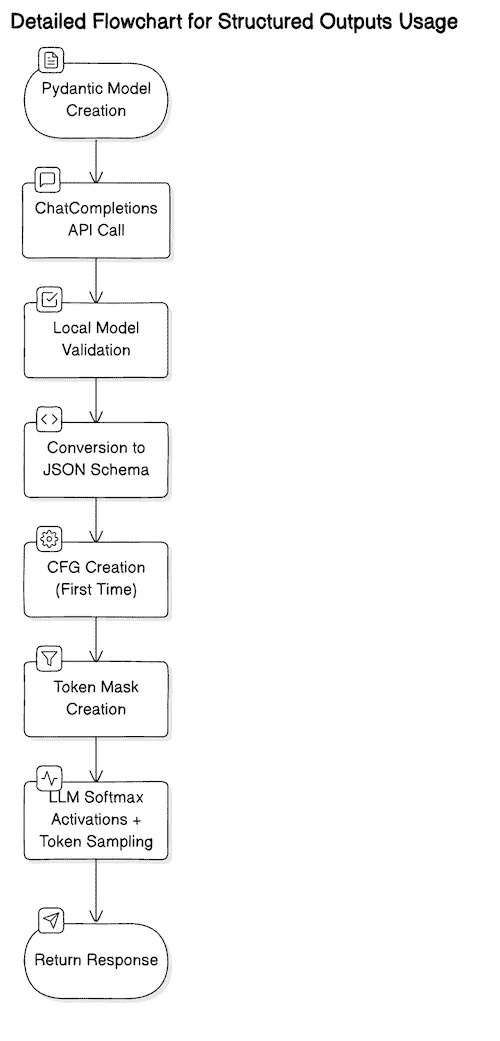 Detailed Flowchart for Structured Outputs Usage
Pydantic Model
Creation
ChatCompletions
API Call
Local Model
Validation
Conversion to
JSON Schema
CFG Creation
(First Time)
Token Mask
Creation
LLM Softmax
Activations +
Token Sampling
Return Response